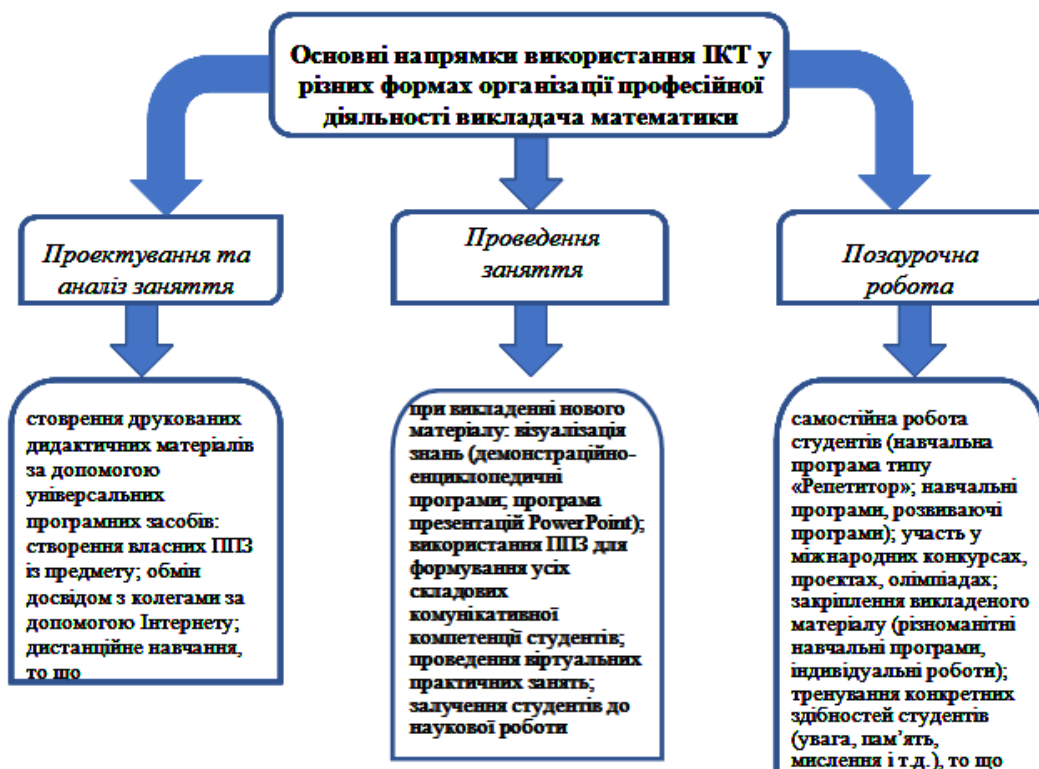 Основні напрямки використання ІКТ у
різних формах організації професійної
діяльності викладача математики
Проектування та
аналіз заняття
Проведення
заняття
Позаурочна
робота
стоврення друкованих
дидактичних матеріалів
за допомогою
універсальних
програмних засобів:
створення власних ППЗ
із предмету; обмін
досвідом з колегами за
допомогою Інтернету;
дистанційне навчання,
то що
при викладенні нового
матеріалу: візуалізація
знань (демонстраційно-
енциклопедичні
програми; програма
презентацій PowerPoint);
використання ППЗ для
формування усіх
складових
комунікативної
компетенції студентів;
проведення віртуальних
практичних занять;
залучення студентів до
наукової роботи
самостійна робота
студентів (навчальна
програма типу
«Репетитор»; навчальні
програми, розвиваючі
програми); участь у
міжнародних конкурсах,
проєктах, олімпіадах;
закріплення викладеного
матеріалу (різноманітні
навчальні програми,
індивідуальні роботи);
тренування конкретних
здібностей студентів
(увага, пам’ять,
мислення і т.д.), то що